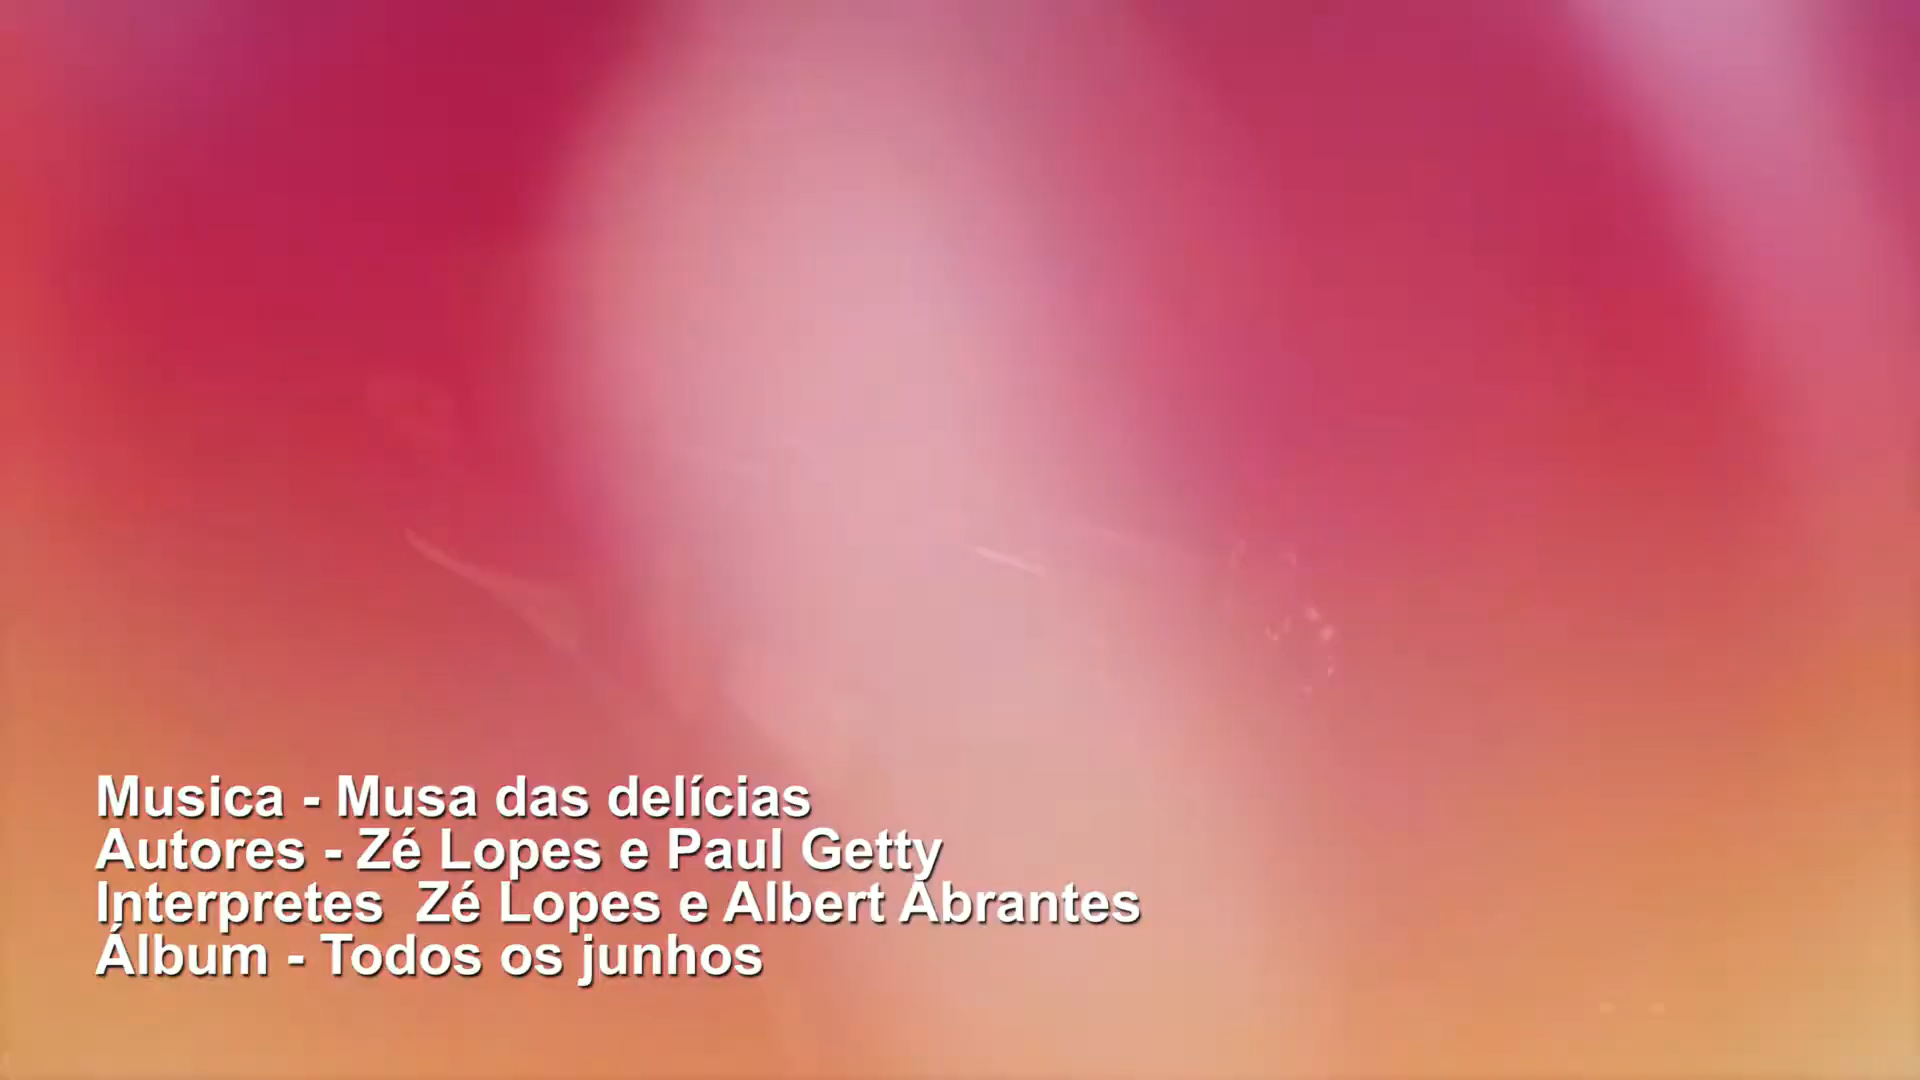 Musica - Musa das delícias
Autores - Zé Lopes e Paul Getty
Interpretes  Zé Lopes e Albert Abrantes
Álbum - Todos os junhos